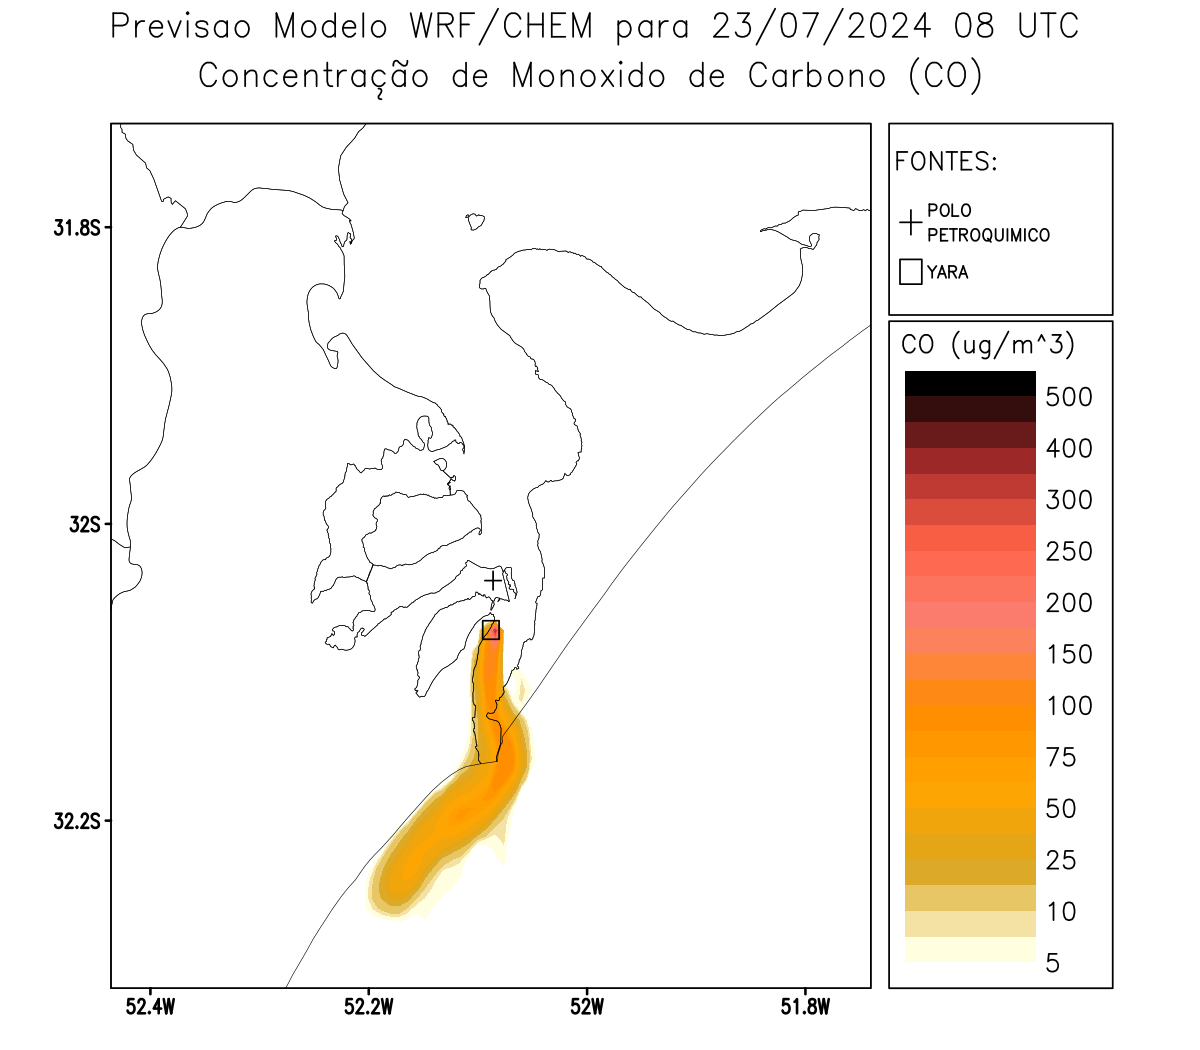 Previsao Modelo WRF/CHEM para 23/07/2024 08 UTC
Concentração de Monoxido de Carbono (CO)
FONTES:
POLO
PETROQUIMICO
YARA
CO (ug/m^3)
500
400
300
250
200
150
100
75
50
25
10
5
31.8S
32S
32.2S
52.4W
52.2W
52W
51.8W